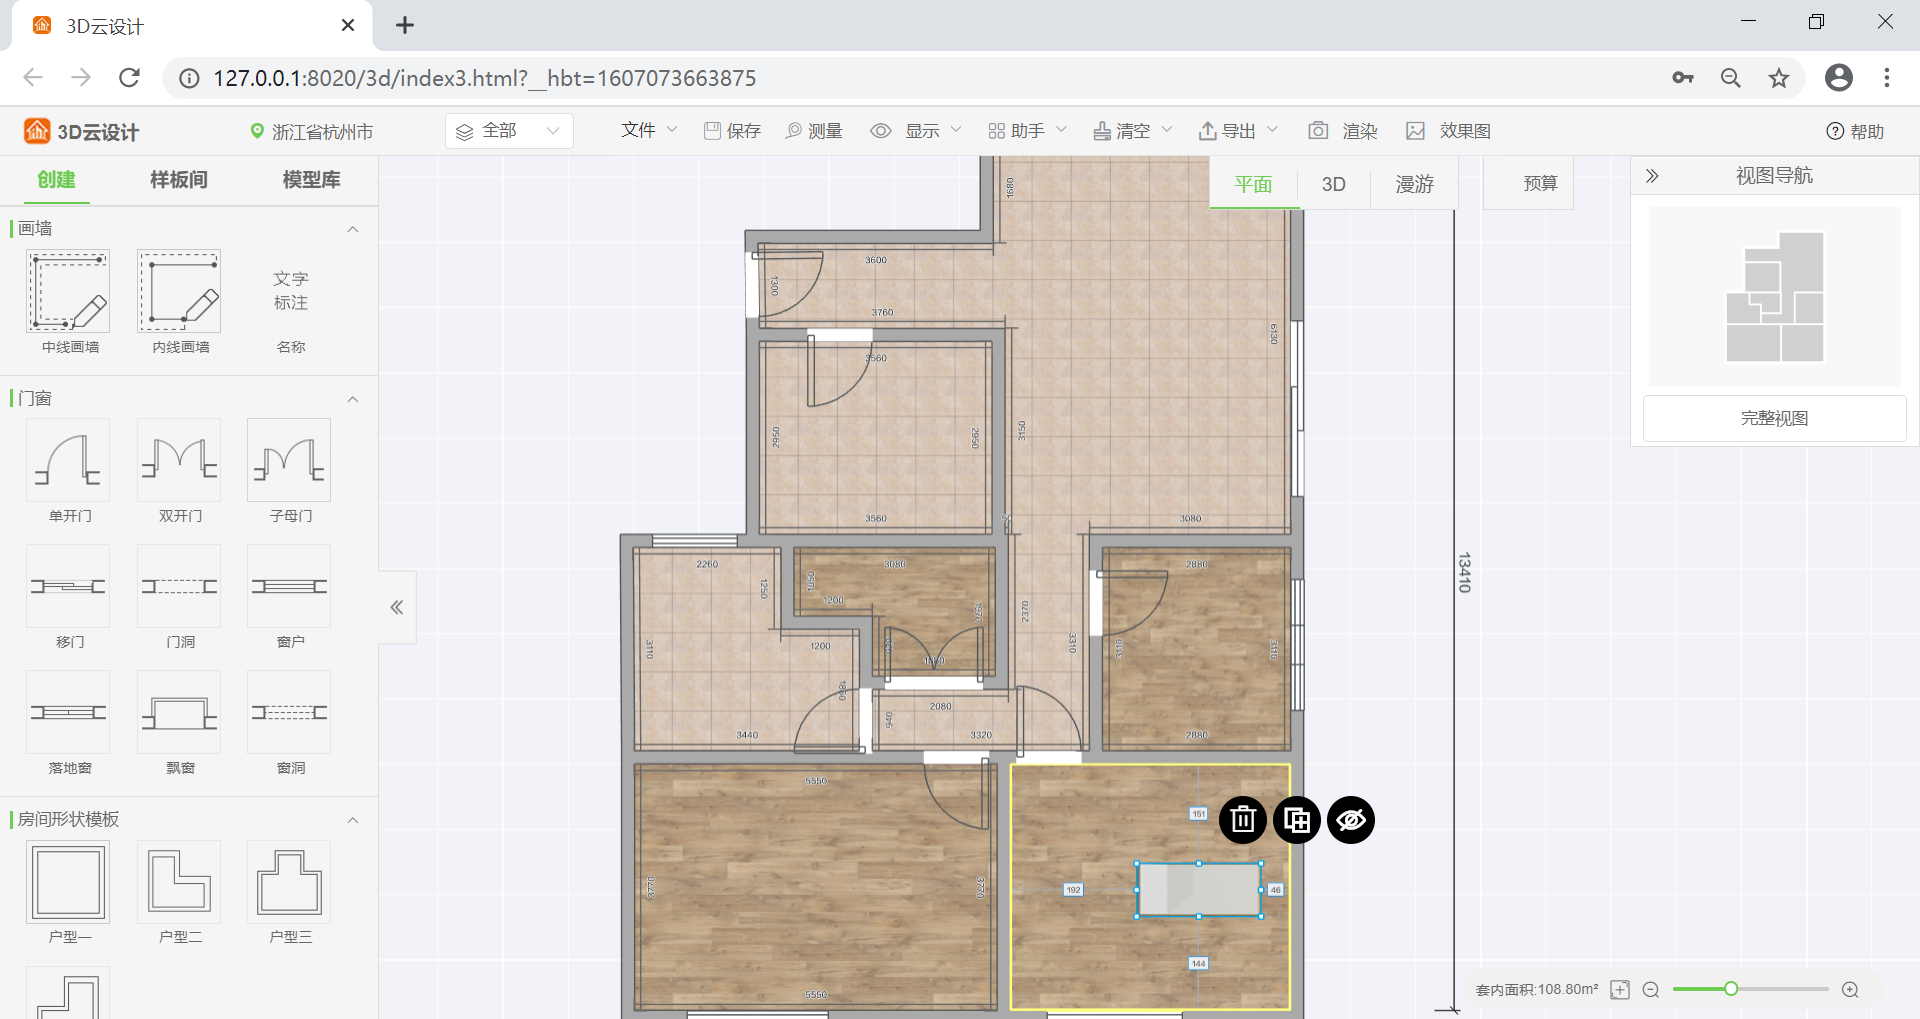 3D云设计
127.0.0.1:8020/3d/index3.html?__hbt=1607073663875
3D云设计
浙江省杭州市
全部
文件
保存
测量
显示
助手
清空
导出
渲染
效果图
帮助
创建
样板间
模型库
平面
3D
漫游
预算
视图导航
完整视图
画墙
文字
标注
中线画墙
内线画墙
名称
门窗
单开门
双开门
子母门
移门
门洞
窗户
落地窗
飘窗
窗洞
房间形状模板
户型一
户型二
户型三
1680
3600
1300
3760
6130
3560
2950
2950
3150
3560
3080
2260
1250
3080
1050
1200
2370
2880
13410
3110
1200
3310
3110
3110
1860
2080
940
3440
3320
2880
5550
151
3770
3770
192
46
144
5550
套内面积:108.80m²